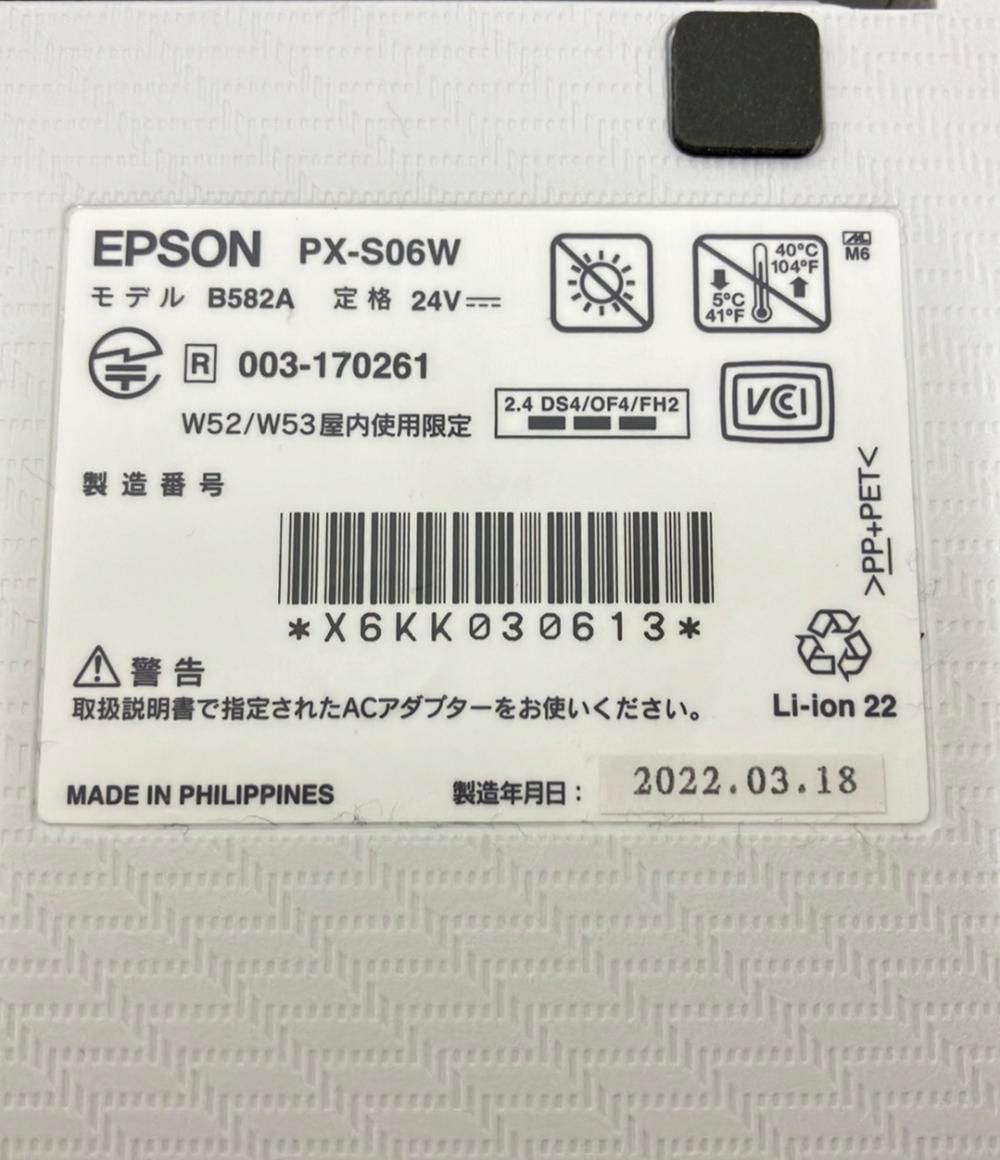 EPSON PX-S06W
モデル B582A 定格 24V
40°C
104°F
5°C
41°F
M6
R 003-170261
W52/W53屋内使用限定
2.4 DS4/OF4/FH2
VCCI
製造番号
>PP+PET<
*X6KK030613*
警告
取扱説明書で指定されたACアダプターをお使いください。
Li-ion 22
MADE IN PHILIPPINES
製造年月日: 2022.03.18